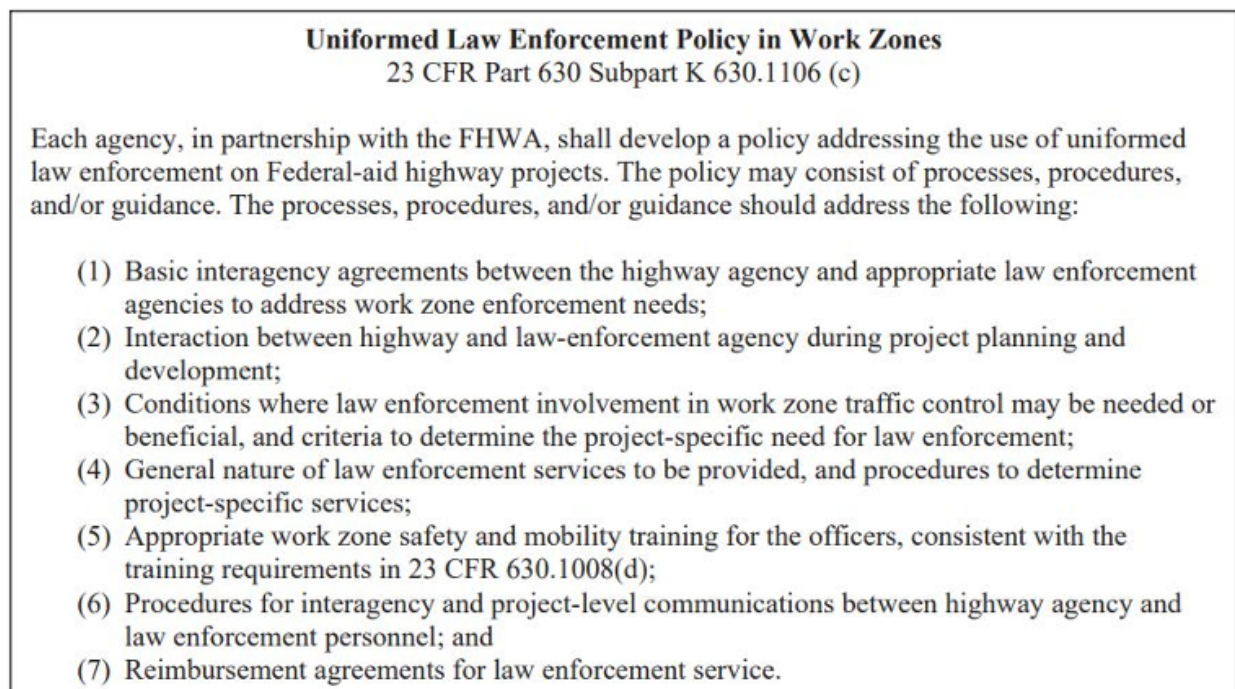 Uniformed Law Enforcement Policy in Work Zones
23 CFR Part 630 Subpart K 630.1106 (c)
Each agency, in partnership with the FHWA, shall develop a policy addressing the use of uniformed
law enforcement on Federal-aid highway projects. The policy may consist of processes, procedures,
and/or guidance. The processes, procedures, and/or guidance should address the following:
(1) Basic interagency agreements between the highway agency and appropriate law enforcement
agencies to address work zone enforcement needs;
(2) Interaction between highway and law-enforcement agency during project planning and
development;
(3) Conditions where law enforcement involvement in work zone traffic control may be needed or
beneficial, and criteria to determine the project-specific need for law enforcement;
(4) General nature of law enforcement services to be provided, and procedures to determine
project-specific services;
(5) Appropriate work zone safety and mobility training for the officers, consistent with the
training requirements in 23 CFR 630.1008(d);
(6) Procedures for interagency and project-level communications between highway agency and
law enforcement personnel; and
(7) Reimbursement agreements for law enforcement service.